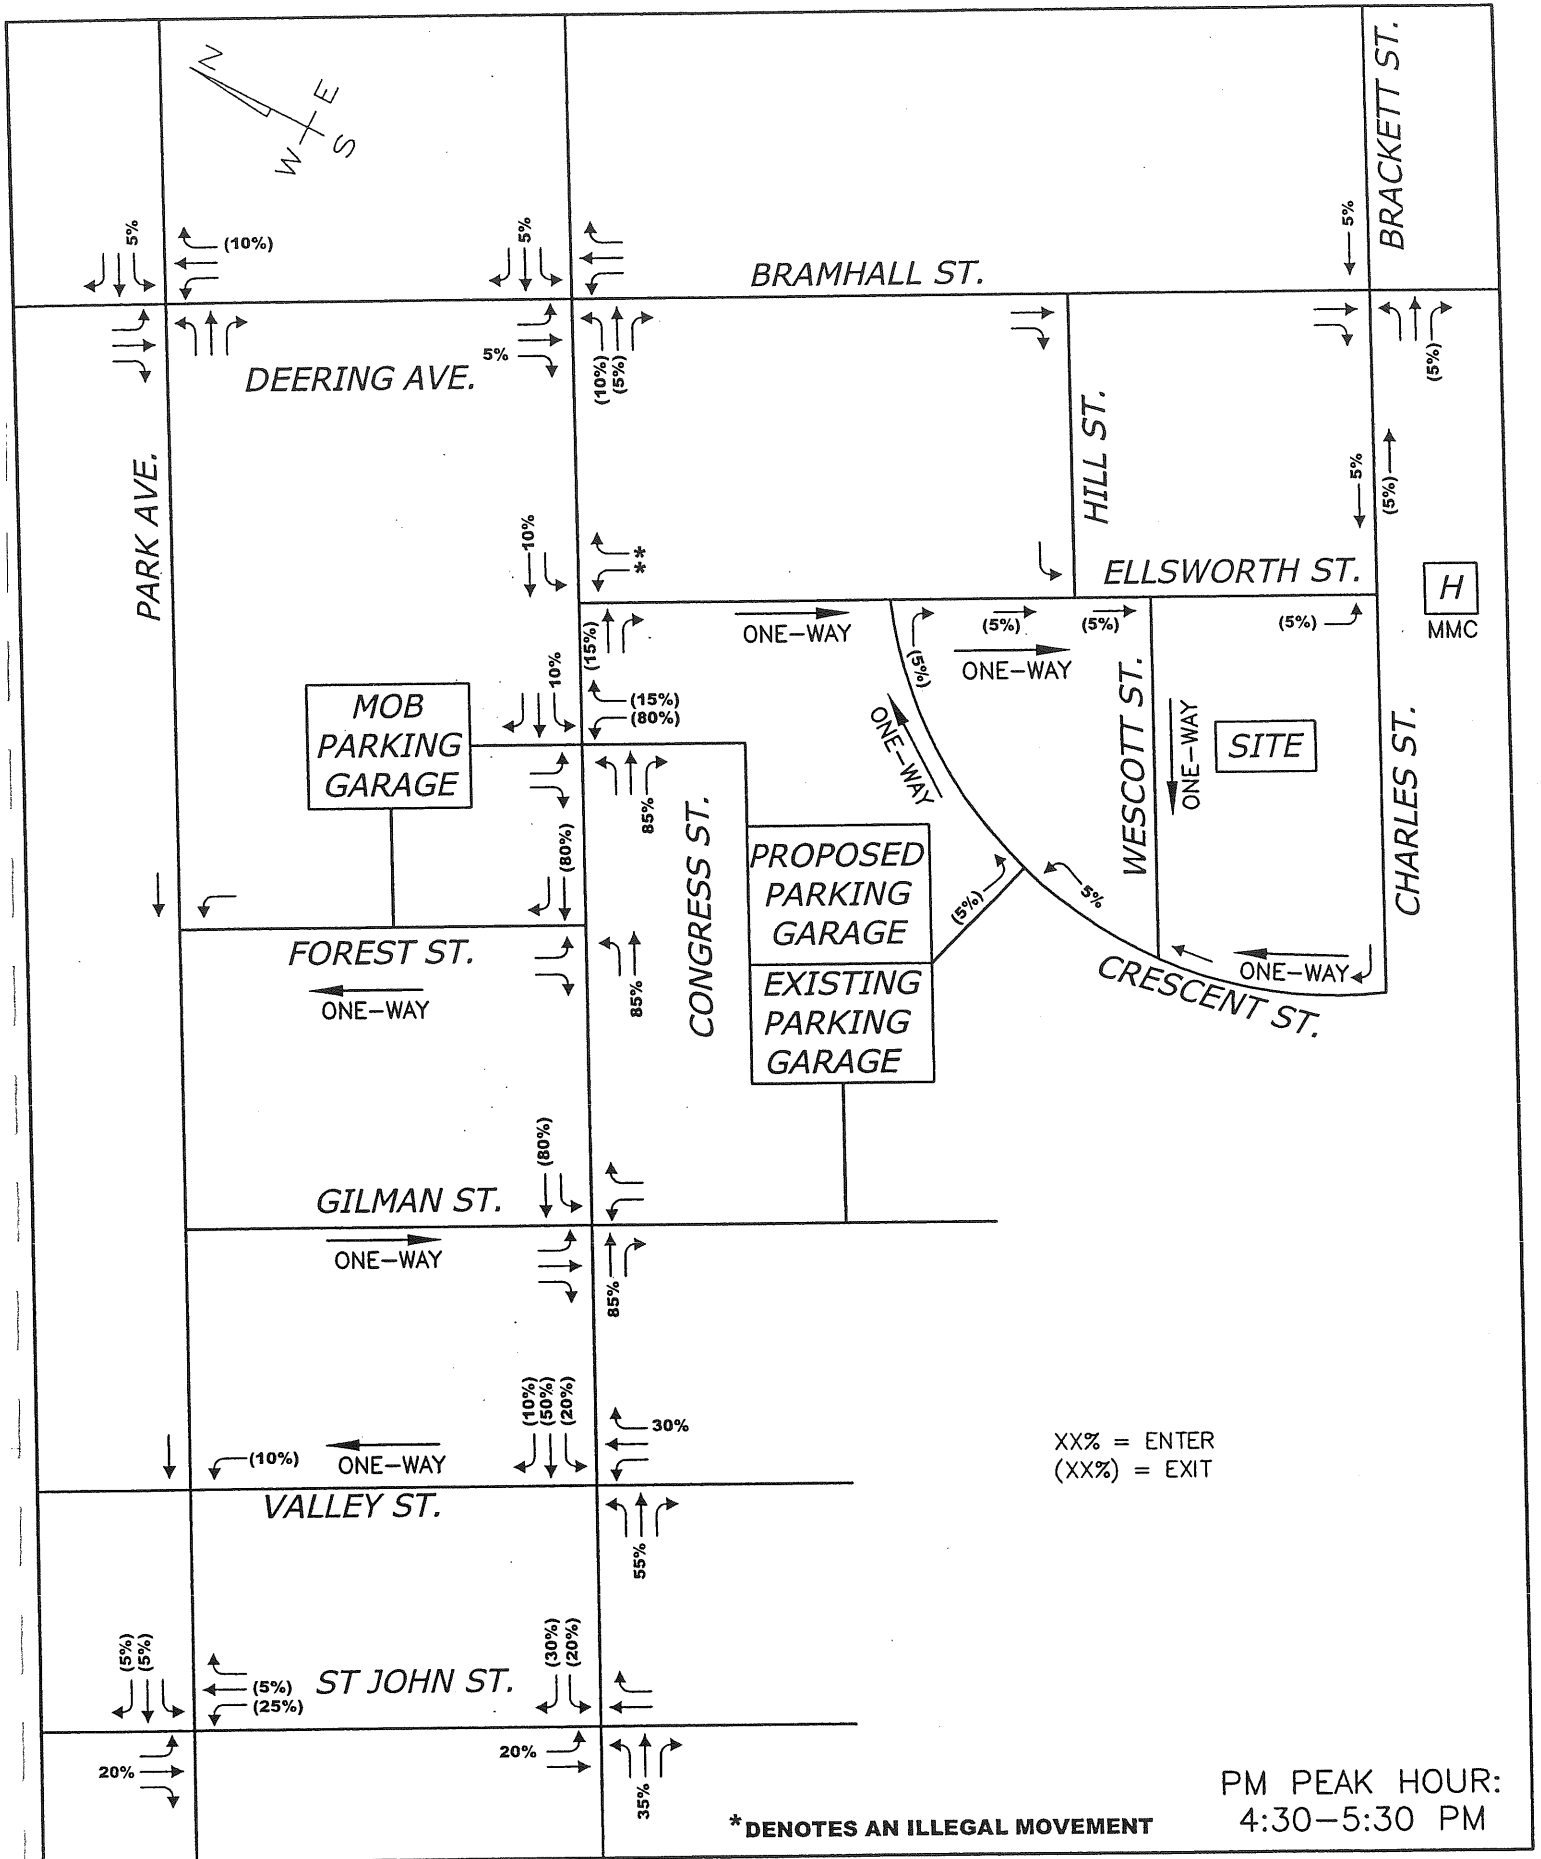 N
E
W
S
BRACKETT ST.
5%
(10%)
5%
5%
BRAMHALL ST.
5%
(10%)
(5%)
(5%)
DEERING AVE.
PARK AVE.
HILL ST.
5%
(5%)
10%
**
*
ELLSWORTH ST.
H
MMC
(15%)
ONE-WAY
(5%)
(5%)
(5%)
(5%)
ONE-WAY
10%
(15%)
(80%)
MOB
PARKING
GARAGE
ONE-WAY
WESCOTT ST.
ONE-WAY
SITE
CHARLES ST.
85%
CONGRESS ST.
(80%)
PROPOSED
PARKING
GARAGE
(5%)
5%
FOREST ST.
ONE-WAY
85%
EXISTING
PARKING
GARAGE
ONE-WAY
CRESCENT ST.
(80%)
GILMAN ST.
ONE-WAY
85%
(10%)
(50%)
(20%)
30%
(10%)
ONE-WAY
VALLEY ST.
55%
XX% = ENTER
(XX%) = EXIT
(5%)
(5%)
(5%)
(25%)
ST JOHN ST.
(30%)
(20%)
20%
20%
35%
*DENOTES AN ILLEGAL MOVEMENT
PM PEAK HOUR:
4:30-5:30 PM